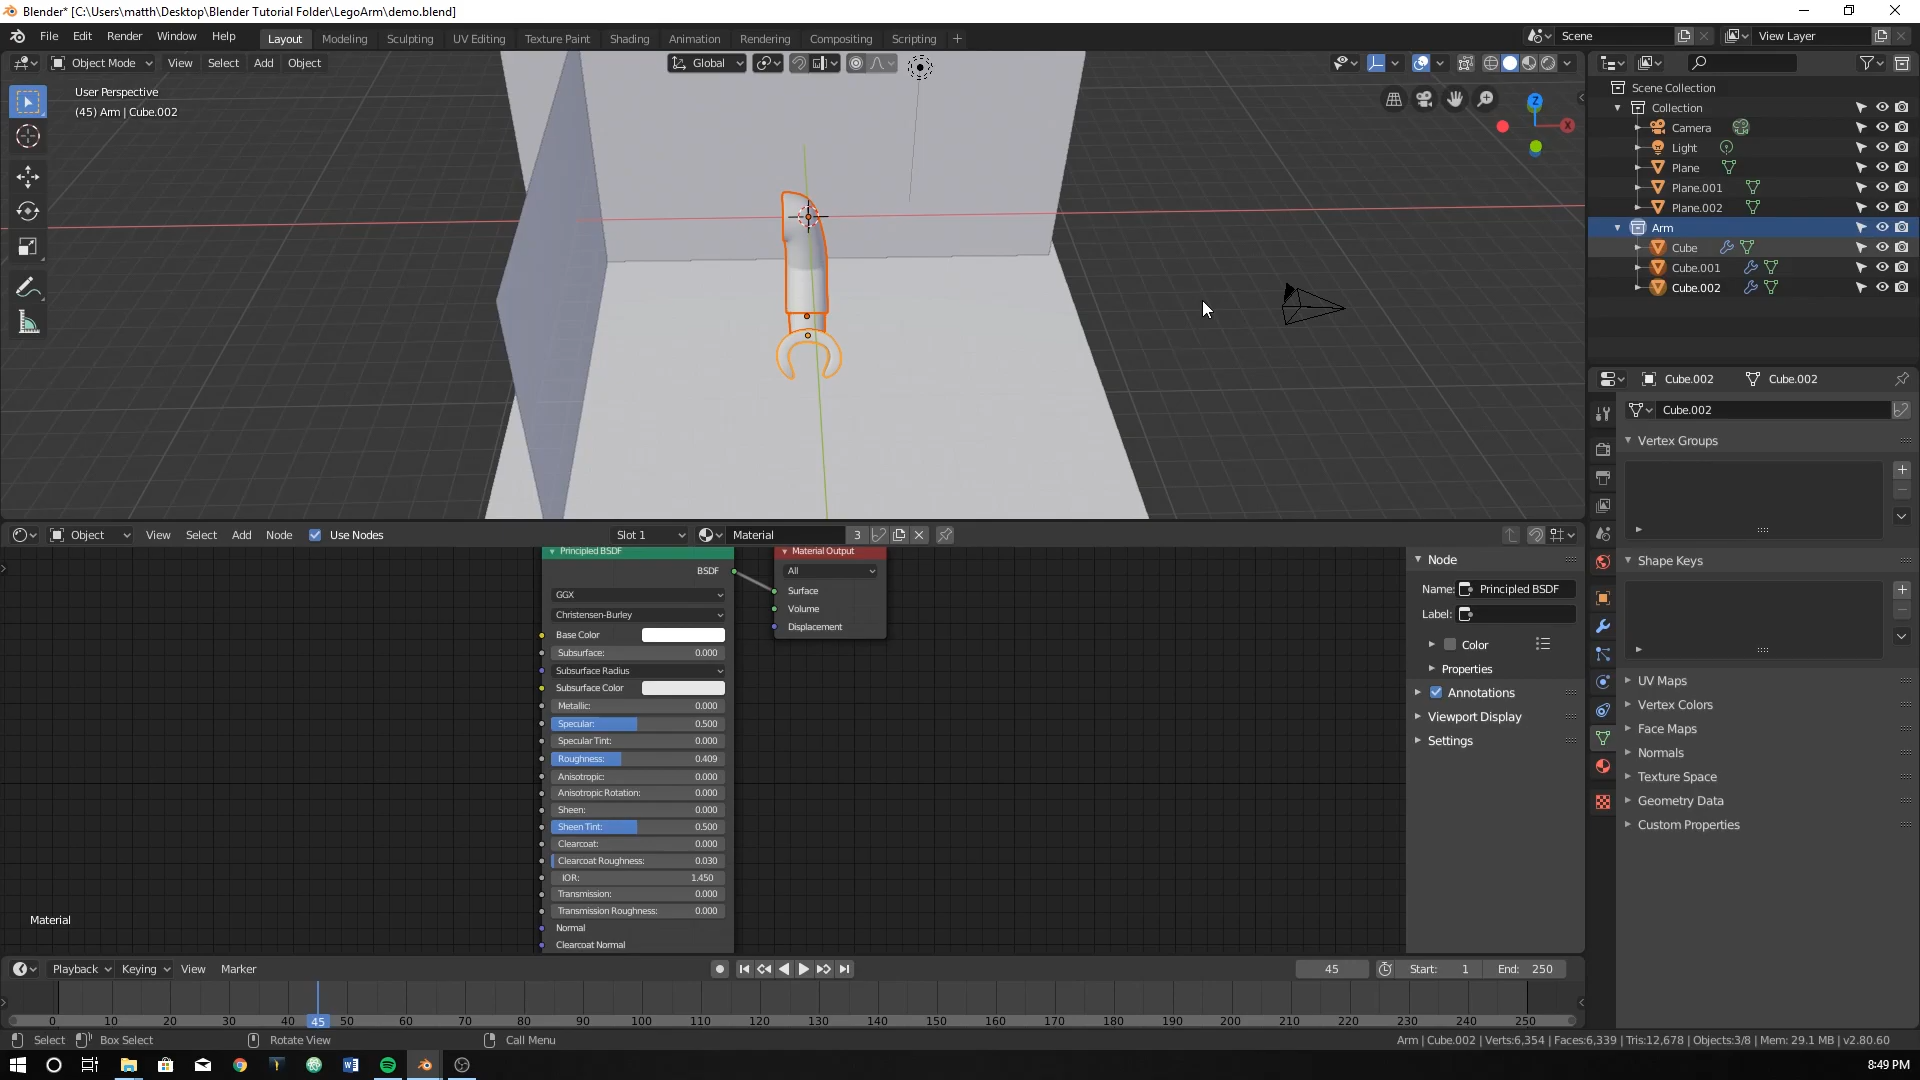 Blender* [C:\Users\matth\Desktop\Blender Tutorial Folder\LegoArm\demo.blend]
File Edit Render Window Help Layout Modeling Sculpting UV Editing Texture Paint Shading Animation Rendering Compositing Scripting + Scene View Layer
Object Mode View Select Add Object Global
User Perspective
(45) Arm | Cube.002
Z
X
Scene Collection
Collection
Camera
Light
Plane
Plane.001
Plane.002
Arm
Cube
Cube.001
Cube.002
Cube.002 Cube.002
Cube.002
Vertex Groups
Shape Keys
UV Maps
Vertex Colors
Face Maps
Normals
Texture Space
Geometry Data
Custom Properties
Object View Select Add Node Use Nodes Slot 1 Material 3
Principled BSDF
BSDF
GGX
Christensen-Burley
Base Color
Subsurface: 0.000
Subsurface Radius
Subsurface Color
Metallic: 0.000
Specular: 0.500
Specular Tint: 0.000
Roughness: 0.409
Anisotropic: 0.000
Anisotropic Rotation: 0.000
Sheen: 0.000
Sheen Tint: 0.500
Clearcoat: 0.000
Clearcoat Roughness: 0.030
IOR: 1.450
Transmission: 0.000
Transmission Roughness: 0.000
Normal
Clearcoat Normal
Material Output
All
Surface
Volume
Displacement
Node
Name: Principled BSDF
Label:
Color
Properties
Annotations
Viewport Display
Settings
Material
Playback Keying View Marker 45 Start: 1 End: 250
0 10 20 30 40 45 50 60 70 80 90 100 110 120 130 140 150 160 170 180 190 200 210 220 230 240 250
Select Box Select Rotate View Call Menu Arm | Cube.002 | Verts:6,354 | Faces:6,339 | Tris:12,678 | Objects:3/8 | Mem: 29.1 MB | v2.80.60
8:49 PM